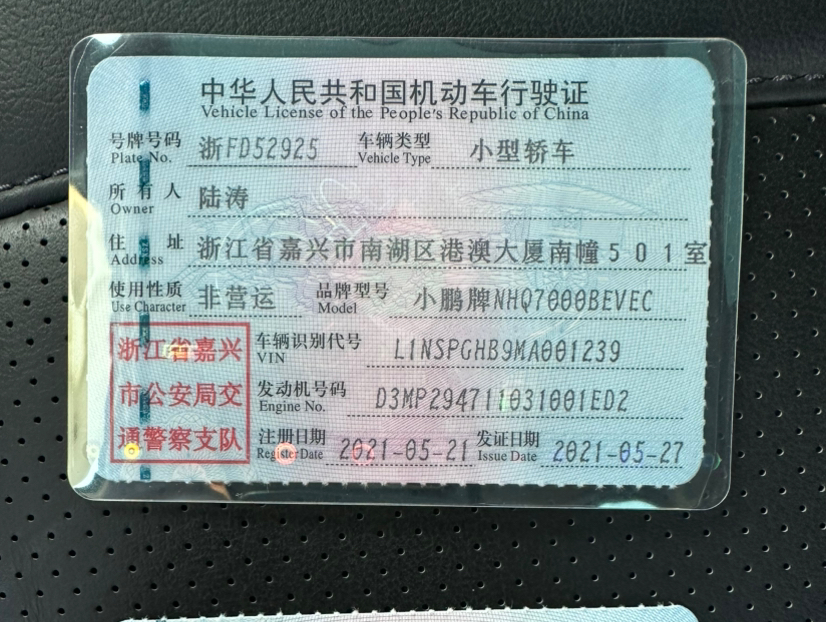 中华人民共和国机动车行驶证
Vehicle License of the People's Republic of China
号牌号码 浙FD52925 车辆类型 小型轿车
Plate No. Vehicle Type
所有人 陆涛
Owner
住址 浙江省嘉兴市南湖区港澳大厦南幢501室
Address
使用性质 非营运 品牌型号 小鹏牌NHQ7000BEVEC
Use Character Model
浙江省嘉兴
市公安局交
通警察支队
车辆识别代号 L1NSPGHB9MA001239
VIN
发动机号码 D3MP294711031001ED2
Engine No.
注册日期 2021-05-21 发证日期 2021-05-27
Register Date Issue Date